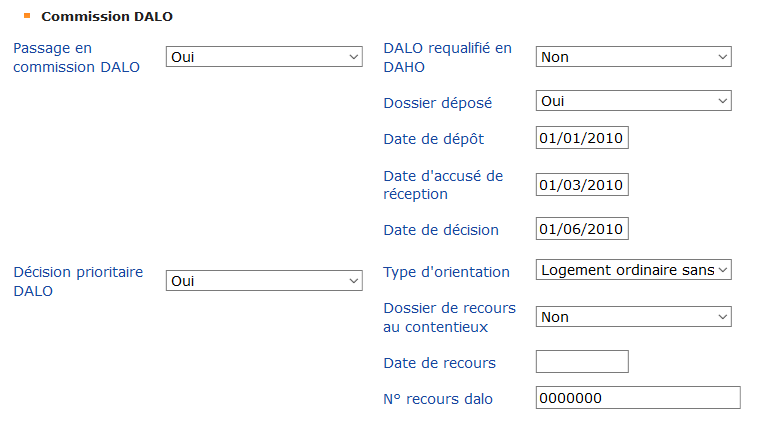 Commission DALO
Passage en
commission DALO
Oui
DALO requalifié en
DAHO
Non
Dossier déposé
Oui
Date de dépôt
01/01/2010
Date d'accusé de
réception
01/03/2010
Date de décision
01/06/2010
Décision prioritaire
DALO
Oui
Type d'orientation
Logement ordinaire sans
Dossier de recours
au contentieux
Non
Date de recours
N° recours dalo
0000000